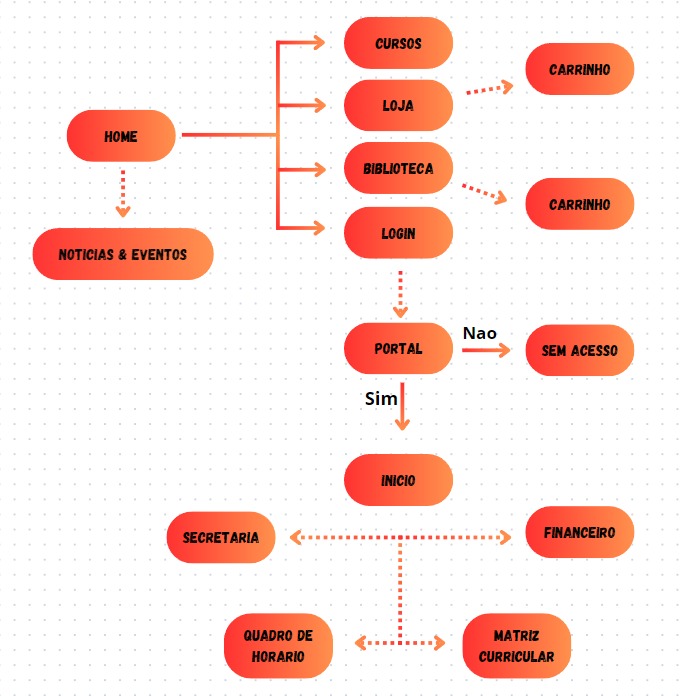 CURSOS
CARRINHO
LOJA
HOME
BIBLIOTECA
CARRINHO
LOGIN
NOTICIAS & EVENTOS
Nao
PORTAL
SEM ACESSO
Sim
INICIO
SECRETARIA
FINANCEIRO
QUADRO DE
HORARIO
MATRIZ
CURRICULAR